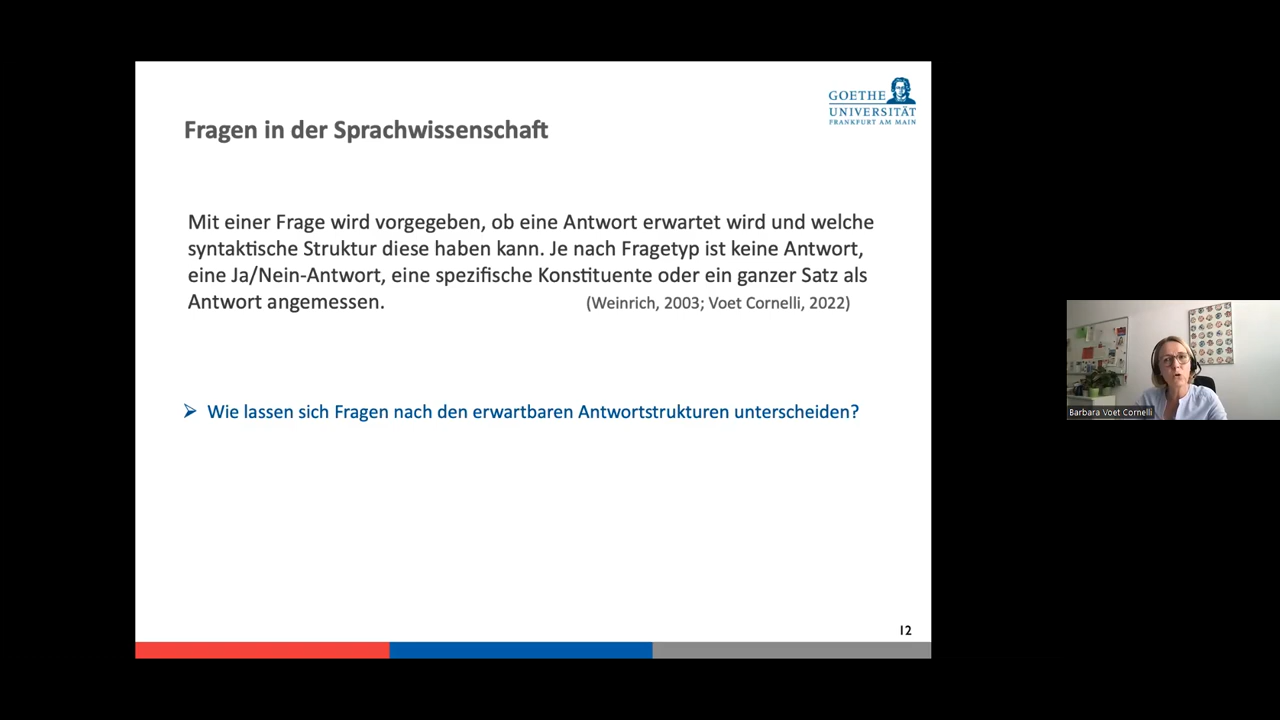 GOETHE
UNIVERSITÄT
FRANKFURT AM MAIN
Fragen in der Sprachwissenschaft
Mit einer Frage wird vorgegeben, ob eine Antwort erwartet wird und welche
syntaktische Struktur diese haben kann. Je nach Fragetyp ist keine Antwort,
eine Ja/Nein-Antwort, eine spezifische Konstituente oder ein ganzer Satz als
Antwort angemessen. (Weinrich, 2003; Voet Cornelli, 2022)
➢ Wie lassen sich Fragen nach den erwartbaren Antwortstrukturen unterscheiden?
Barbara Voet Cornelli
12